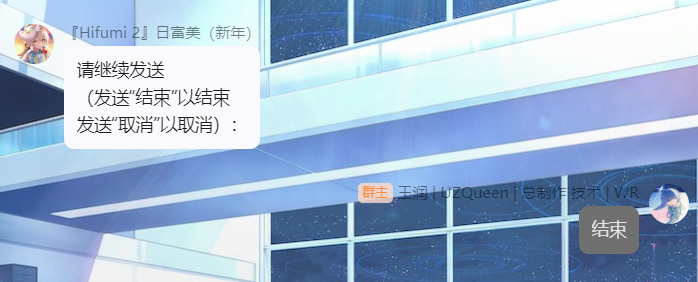 『Hifumi 2』日富美（新年）
请继续发送
（发送“结束”以结束
发送“取消”以取消）：
群主 王润 | UZQueen | 总制作 技术 | V.R
结束